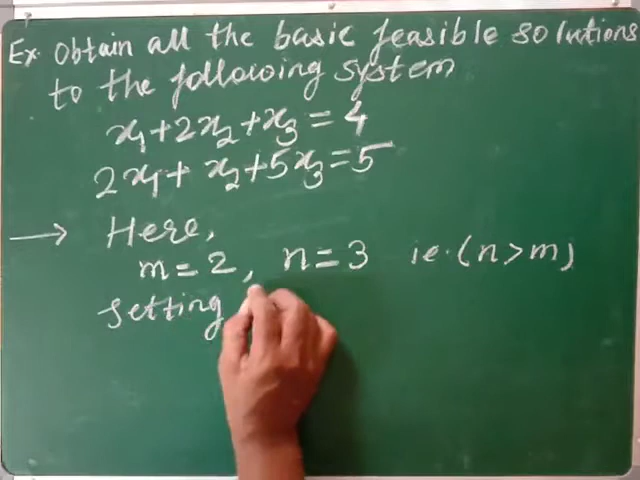 Ex. Obtain all the basic feasible solutions
to the following system
x₁+2x₂+x₃=4
2x₁+x₂+5x₃=5
→ Here,
m=2, n=3 ie.(n>m)
setting